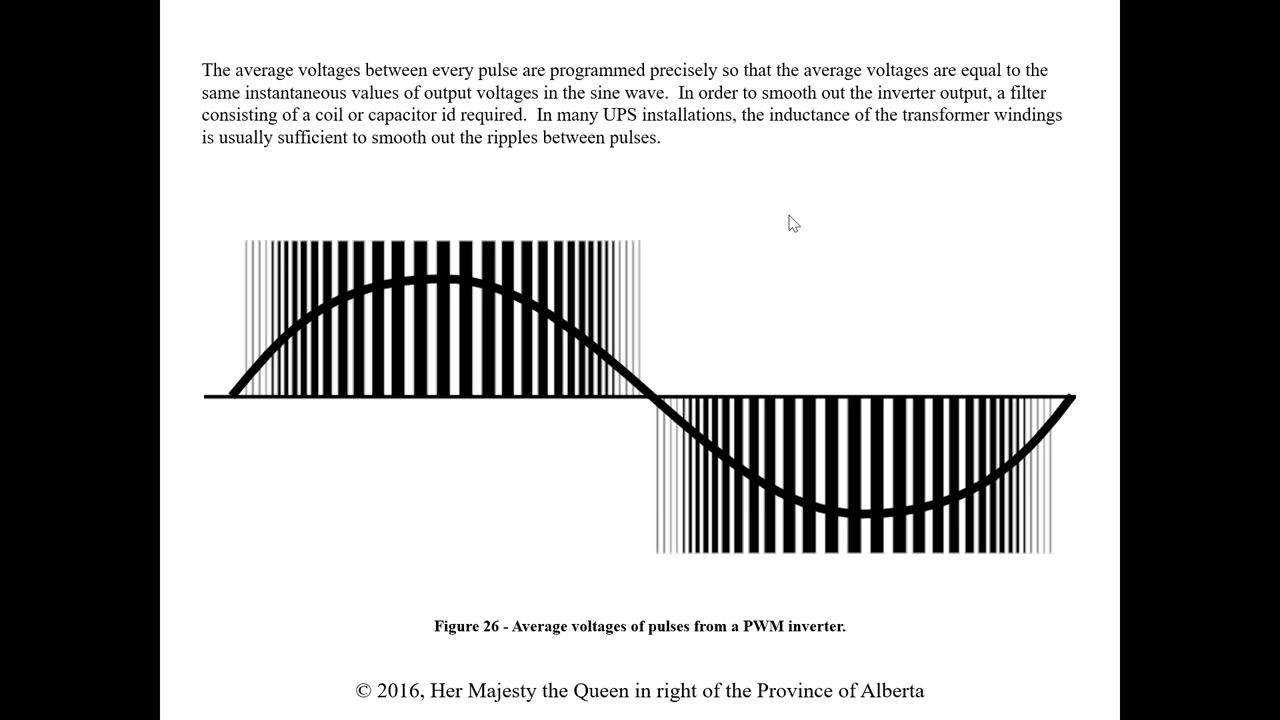 The average voltages between every pulse are programmed precisely so that the average voltages are equal to the
same instantaneous values of output voltages in the sine wave.  In order to smooth out the inverter output, a filter
consisting of a coil or capacitor id required.  In many UPS installations, the inductance of the transformer windings
is usually sufficient to smooth out the ripples between pulses.
Figure 26 - Average voltages of pulses from a PWM inverter.
© 2016, Her Majesty the Queen in right of the Province of Alberta